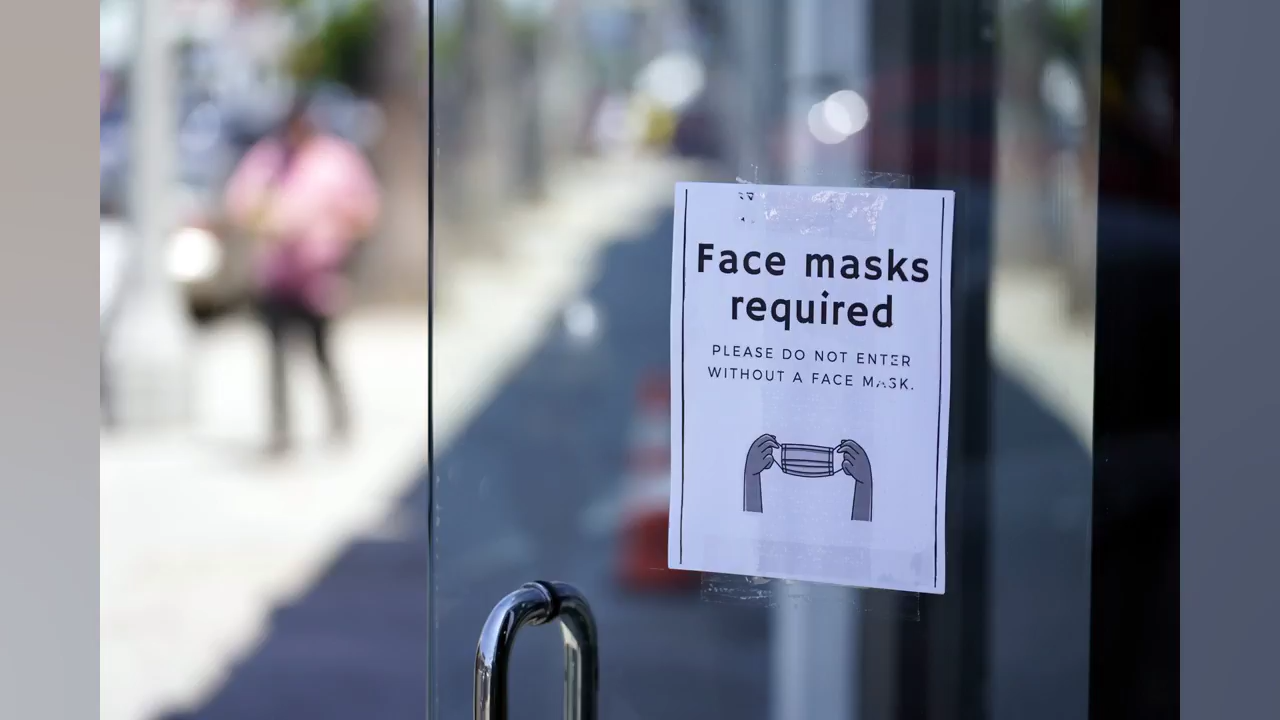 Face masks
required
PLEASE DO NOT ENTER
WITHOUT A FACE MASK.